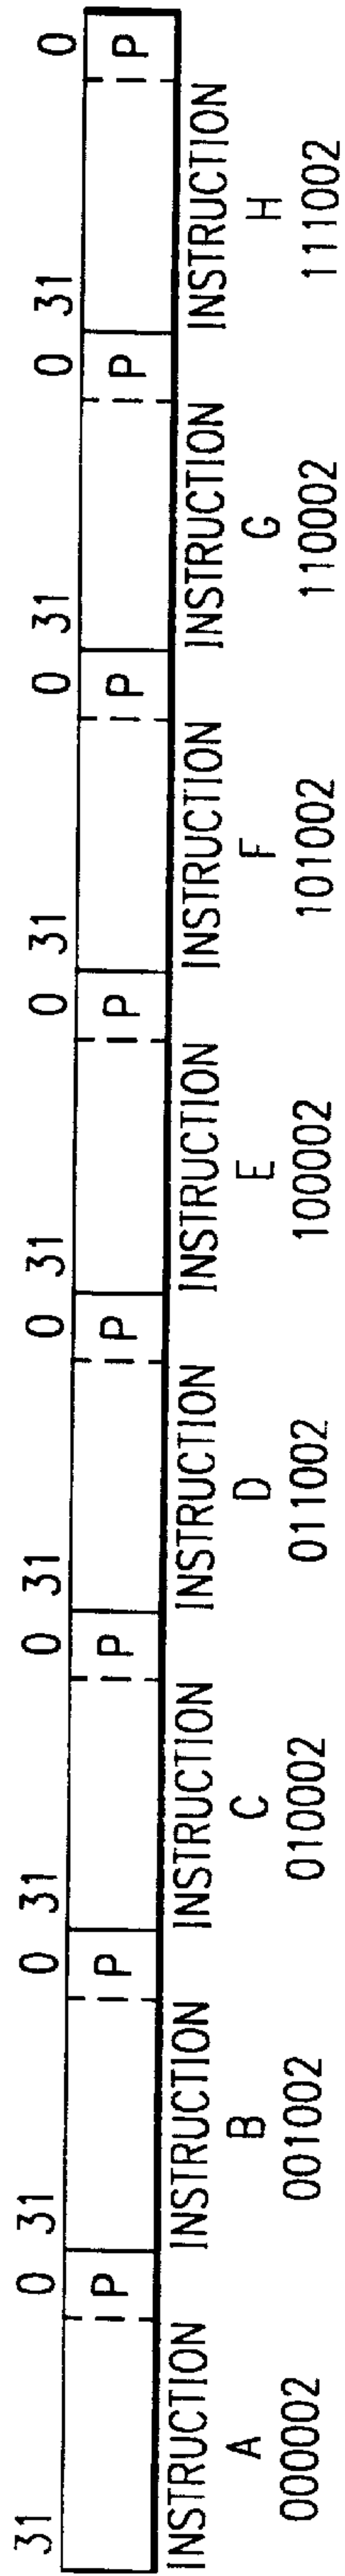 31 0 31 0 31 0 31 0 31 0 31 0 31 0 31 0
P P P P P P P P
INSTRUCTION INSTRUCTION INSTRUCTION INSTRUCTION INSTRUCTION INSTRUCTION INSTRUCTION INSTRUCTION
A B C D E F G H
000002 001002 010002 011002 100002 101002 110002 111002